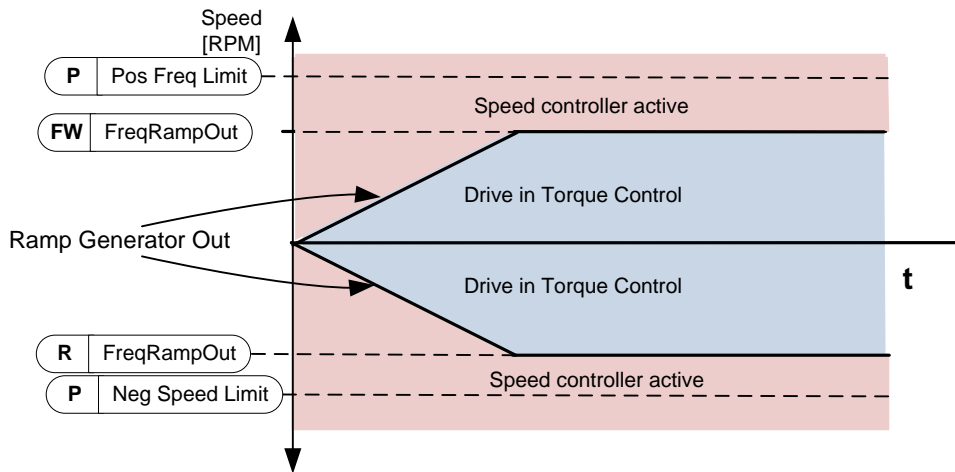 Speed
[RPM]
P Pos Freq Limit
Speed controller active
FW FreqRampOut
Drive in Torque Control
Ramp Generator Out
t
Drive in Torque Control
R FreqRampOut
Speed controller active
P Neg Speed Limit